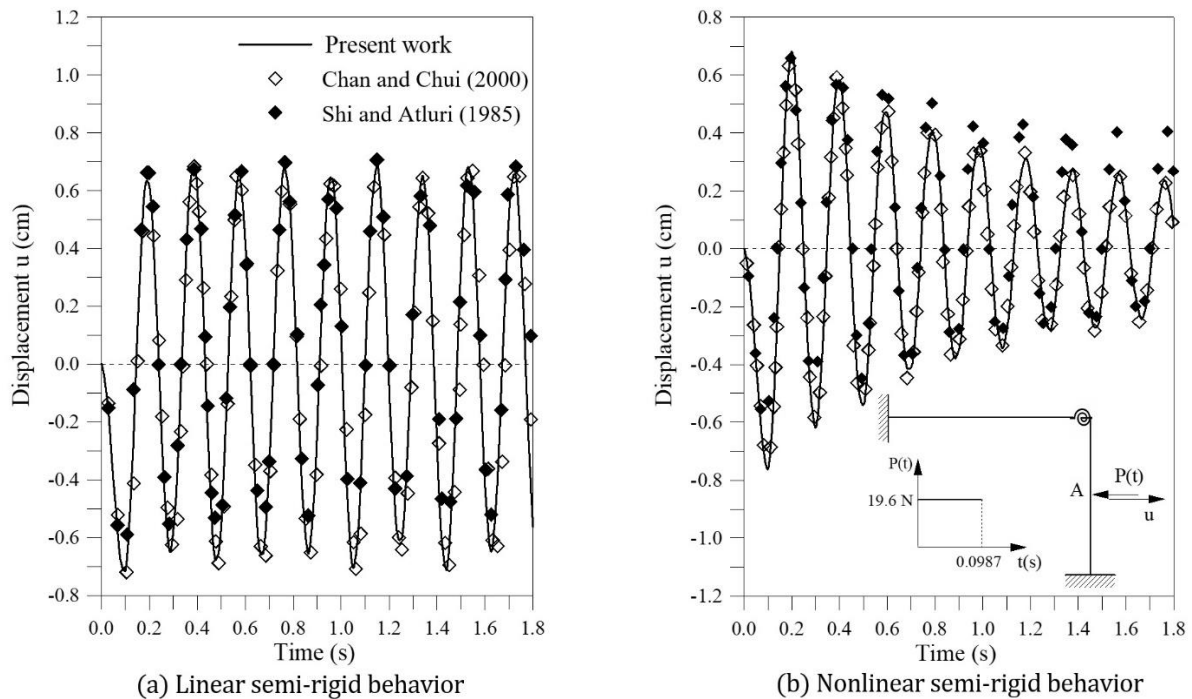 1.2
1.0
0.8
0.6
0.4
0.2
0.0
-0.2
-0.4
-0.6
-0.8
Displacement u (cm)
Present work
Chan and Chui (2000)
Shi and Atluri (1985)
0.0 0.2 0.4 0.6 0.8 1.0 1.2 1.4 1.6 1.8
Time (s)
(a) Linear semi-rigid behavior
0.8
0.6
0.4
0.2
0.0
-0.2
-0.4
-0.6
-0.8
-1.0
-1.2
Displacement u (cm)
P(t)
19.6 N
0.0987
t(s)
A
P(t)
u
0.0 0.2 0.4 0.6 0.8 1.0 1.2 1.4 1.6 1.8
Time (s)
(b) Nonlinear semi-rigid behavior